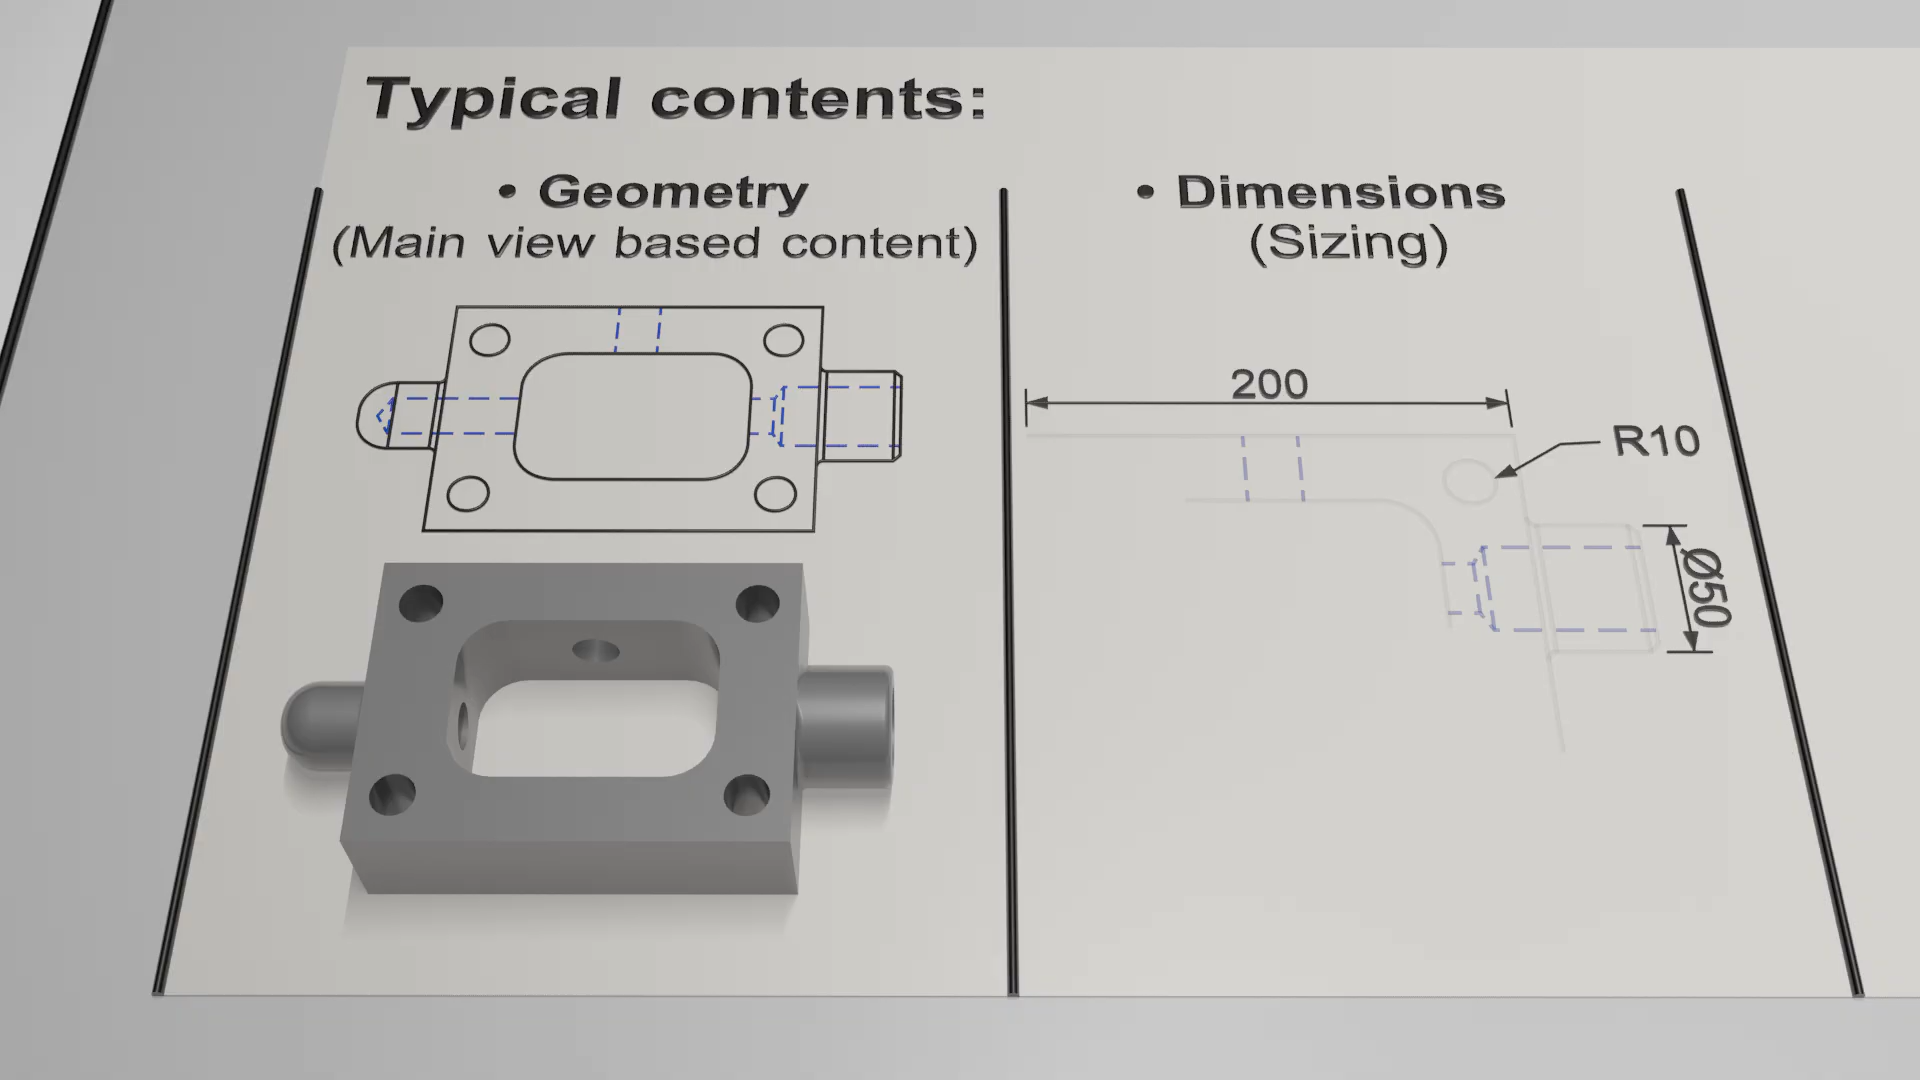 Typical contents:
• Geometry
(Main view based content)
• Dimensions
(Sizing)
200
R10
Ø50